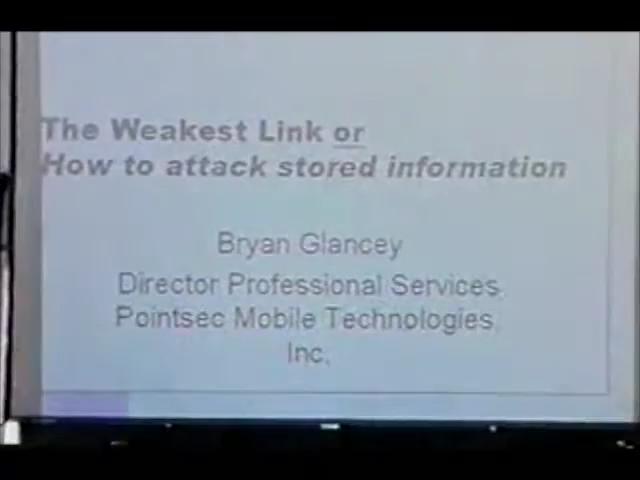 The Weakest Link or
How to attack stored information
Bryan Glancey
Director Professional Services
Pointsec Mobile Technologies
Inc.